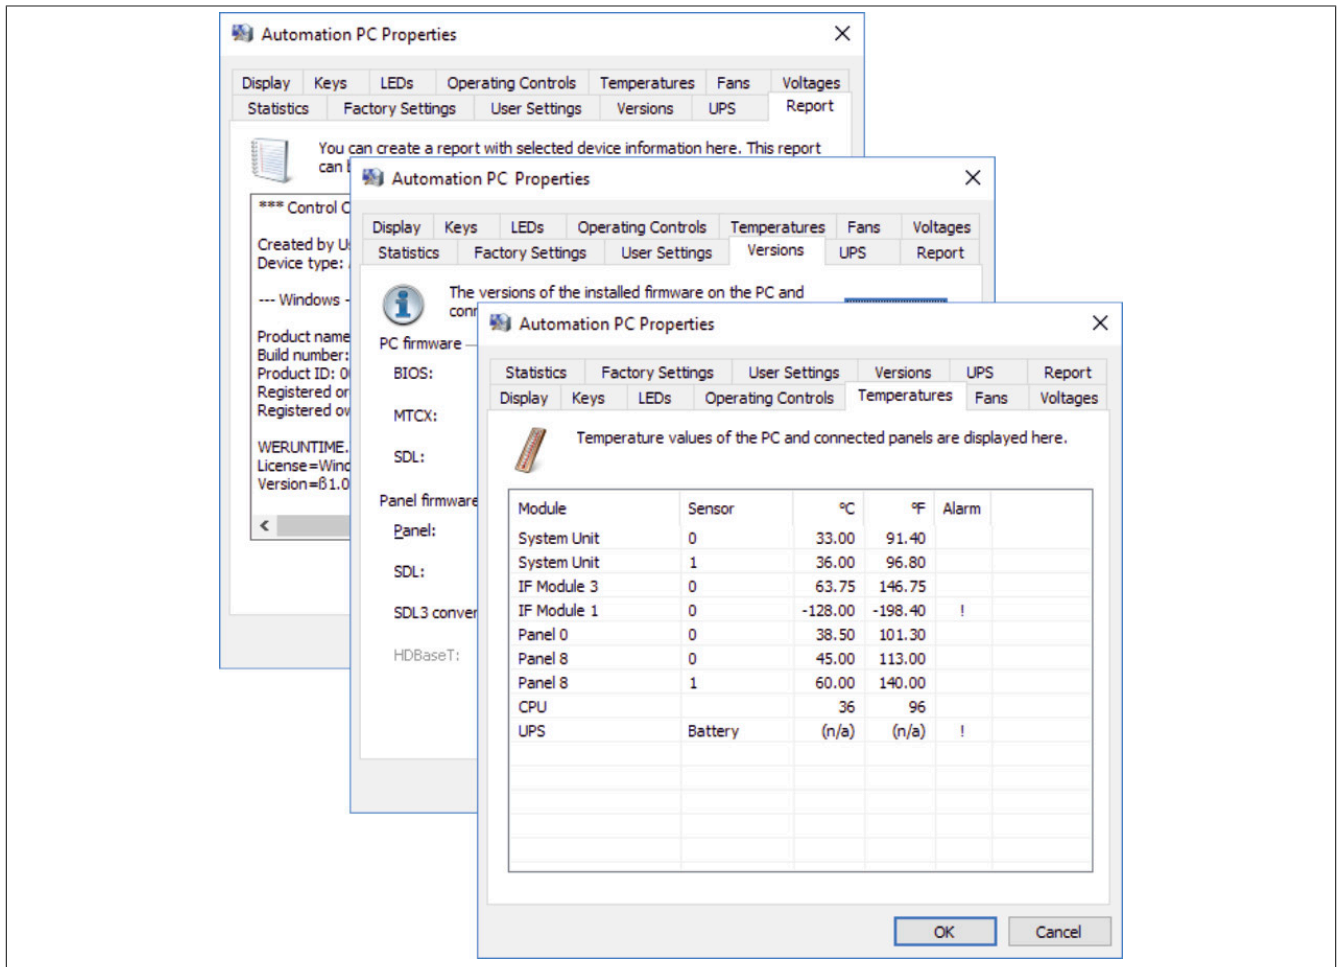 Automation PC Properties
Display Keys LEDs Operating Controls Temperatures Fans Voltages
Statistics Factory Settings User Settings Versions UPS Report
You can create a report with selected device information here. This report
can
*** Control
Created by
Device type:
--- Windows -
Product name
Build number:
Product ID:
Registered
Registered
WERUNTIME.
License=Wind
Version=ß1.0
Automation PC Properties
Display Keys LEDs Operating Controls Temperatures Fans Voltages
Statistics Factory Settings User Settings Versions UPS Report
The versions of the installed firmware on the PC and
PC firmware
BIOS:
MTCX:
SDL:
Panel firmware
Panel:
SDL:
SDL3 conver
HDBaseT:
Automation PC Properties
Statistics Factory Settings User Settings Versions UPS Report
Display Keys LEDs Operating Controls Temperatures Fans Voltages
Temperature values of the PC and connected panels are displayed here.
Module Sensor °C °F Alarm
System Unit 0 33.00 91.40
System Unit 1 36.00 96.80
IF Module 3 0 63.75 146.75
IF Module 1 0 -128.00 -198.40 !
Panel 0 0 38.50 101.30
Panel 8 0 45.00 113.00
Panel 8 1 60.00 140.00
CPU 36 96
UPS Battery (n/a) (n/a) !
OK Cancel